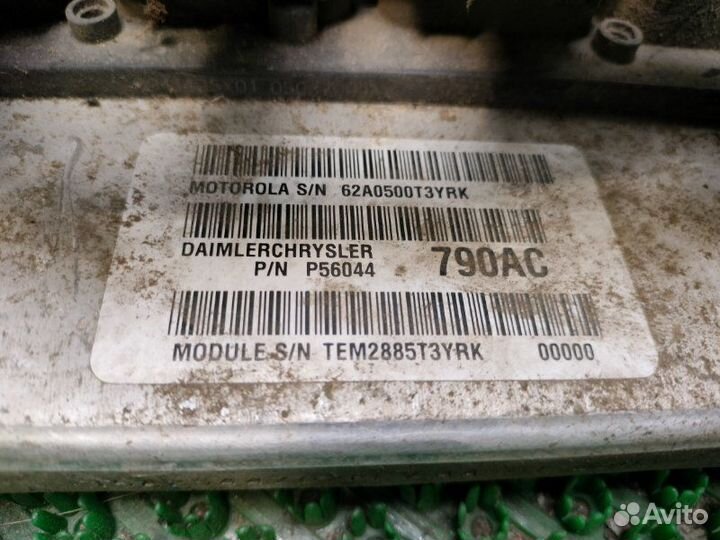 MOTOROLA S/N 62A0500T3YRK
DAIMLERCHRYSLER
P/N P56044 790AC
MODULE S/N TEM2885T3YRK 00000
Avito